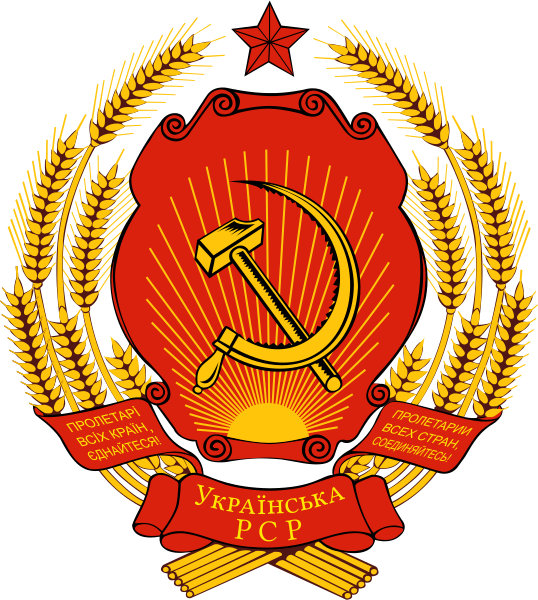 ПРОЛЕТАРІ
ВСІХ КРАЇН,
ЄДНАЙТЕСЯ!
ПРОЛЕТАРИИ
ВСЕХ СТРАН,
СОЕДИНЯЙТЕСЬ!
УКРАЇНСЬКА
РСР